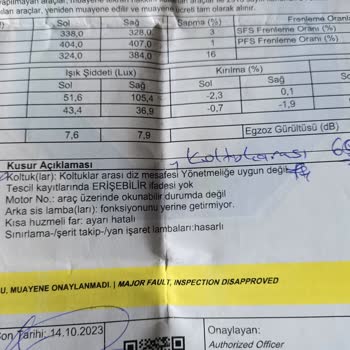 yapılmayan araçlar, muayene
araçlar, yeniden muayene edilir ve muayene ücreti tam olarak alınır.
Sol Sağ Sapma (%) Frenleme Oranı
338,0 328,0 3 SFS Frenleme Oranı (%)
404,0 407,0 1 PFS Frenleme Oranı (%)
324,0 384,0 16
Işık Şiddeti (Lux) Kırılma (%)
Sol Sağ Sol Sağ
51,6 105,4 -2,3 0,1
43,4 36,9 -0,7 -1,9
7,6 7,9 Egzoz Gürültüsü (dB)
Kusur Açıklaması
Koltuk(lar): Koltuklar arası diz mesafesi Yönetmeliğe uygun değil
Tescil kayıtlarında ERİŞEBİLİR ifadesi yok
Motor No.: araç üzerinde okunabilir durumda değil
Arka sis lamba(ları): fonksiyonunu yerine getirmiyor.
Kısa huzmeli far: ayarı hatalı
Sınırlama-/şerit takip-/yan işaret lambaları:hasarlı
U, MUAYENE ONAYLANMADI. | MAJOR FAULT, INSPECTION DISAPPROVED
Son Tarihi: 14.10.2023
Onaylayan:
Authorized Officer